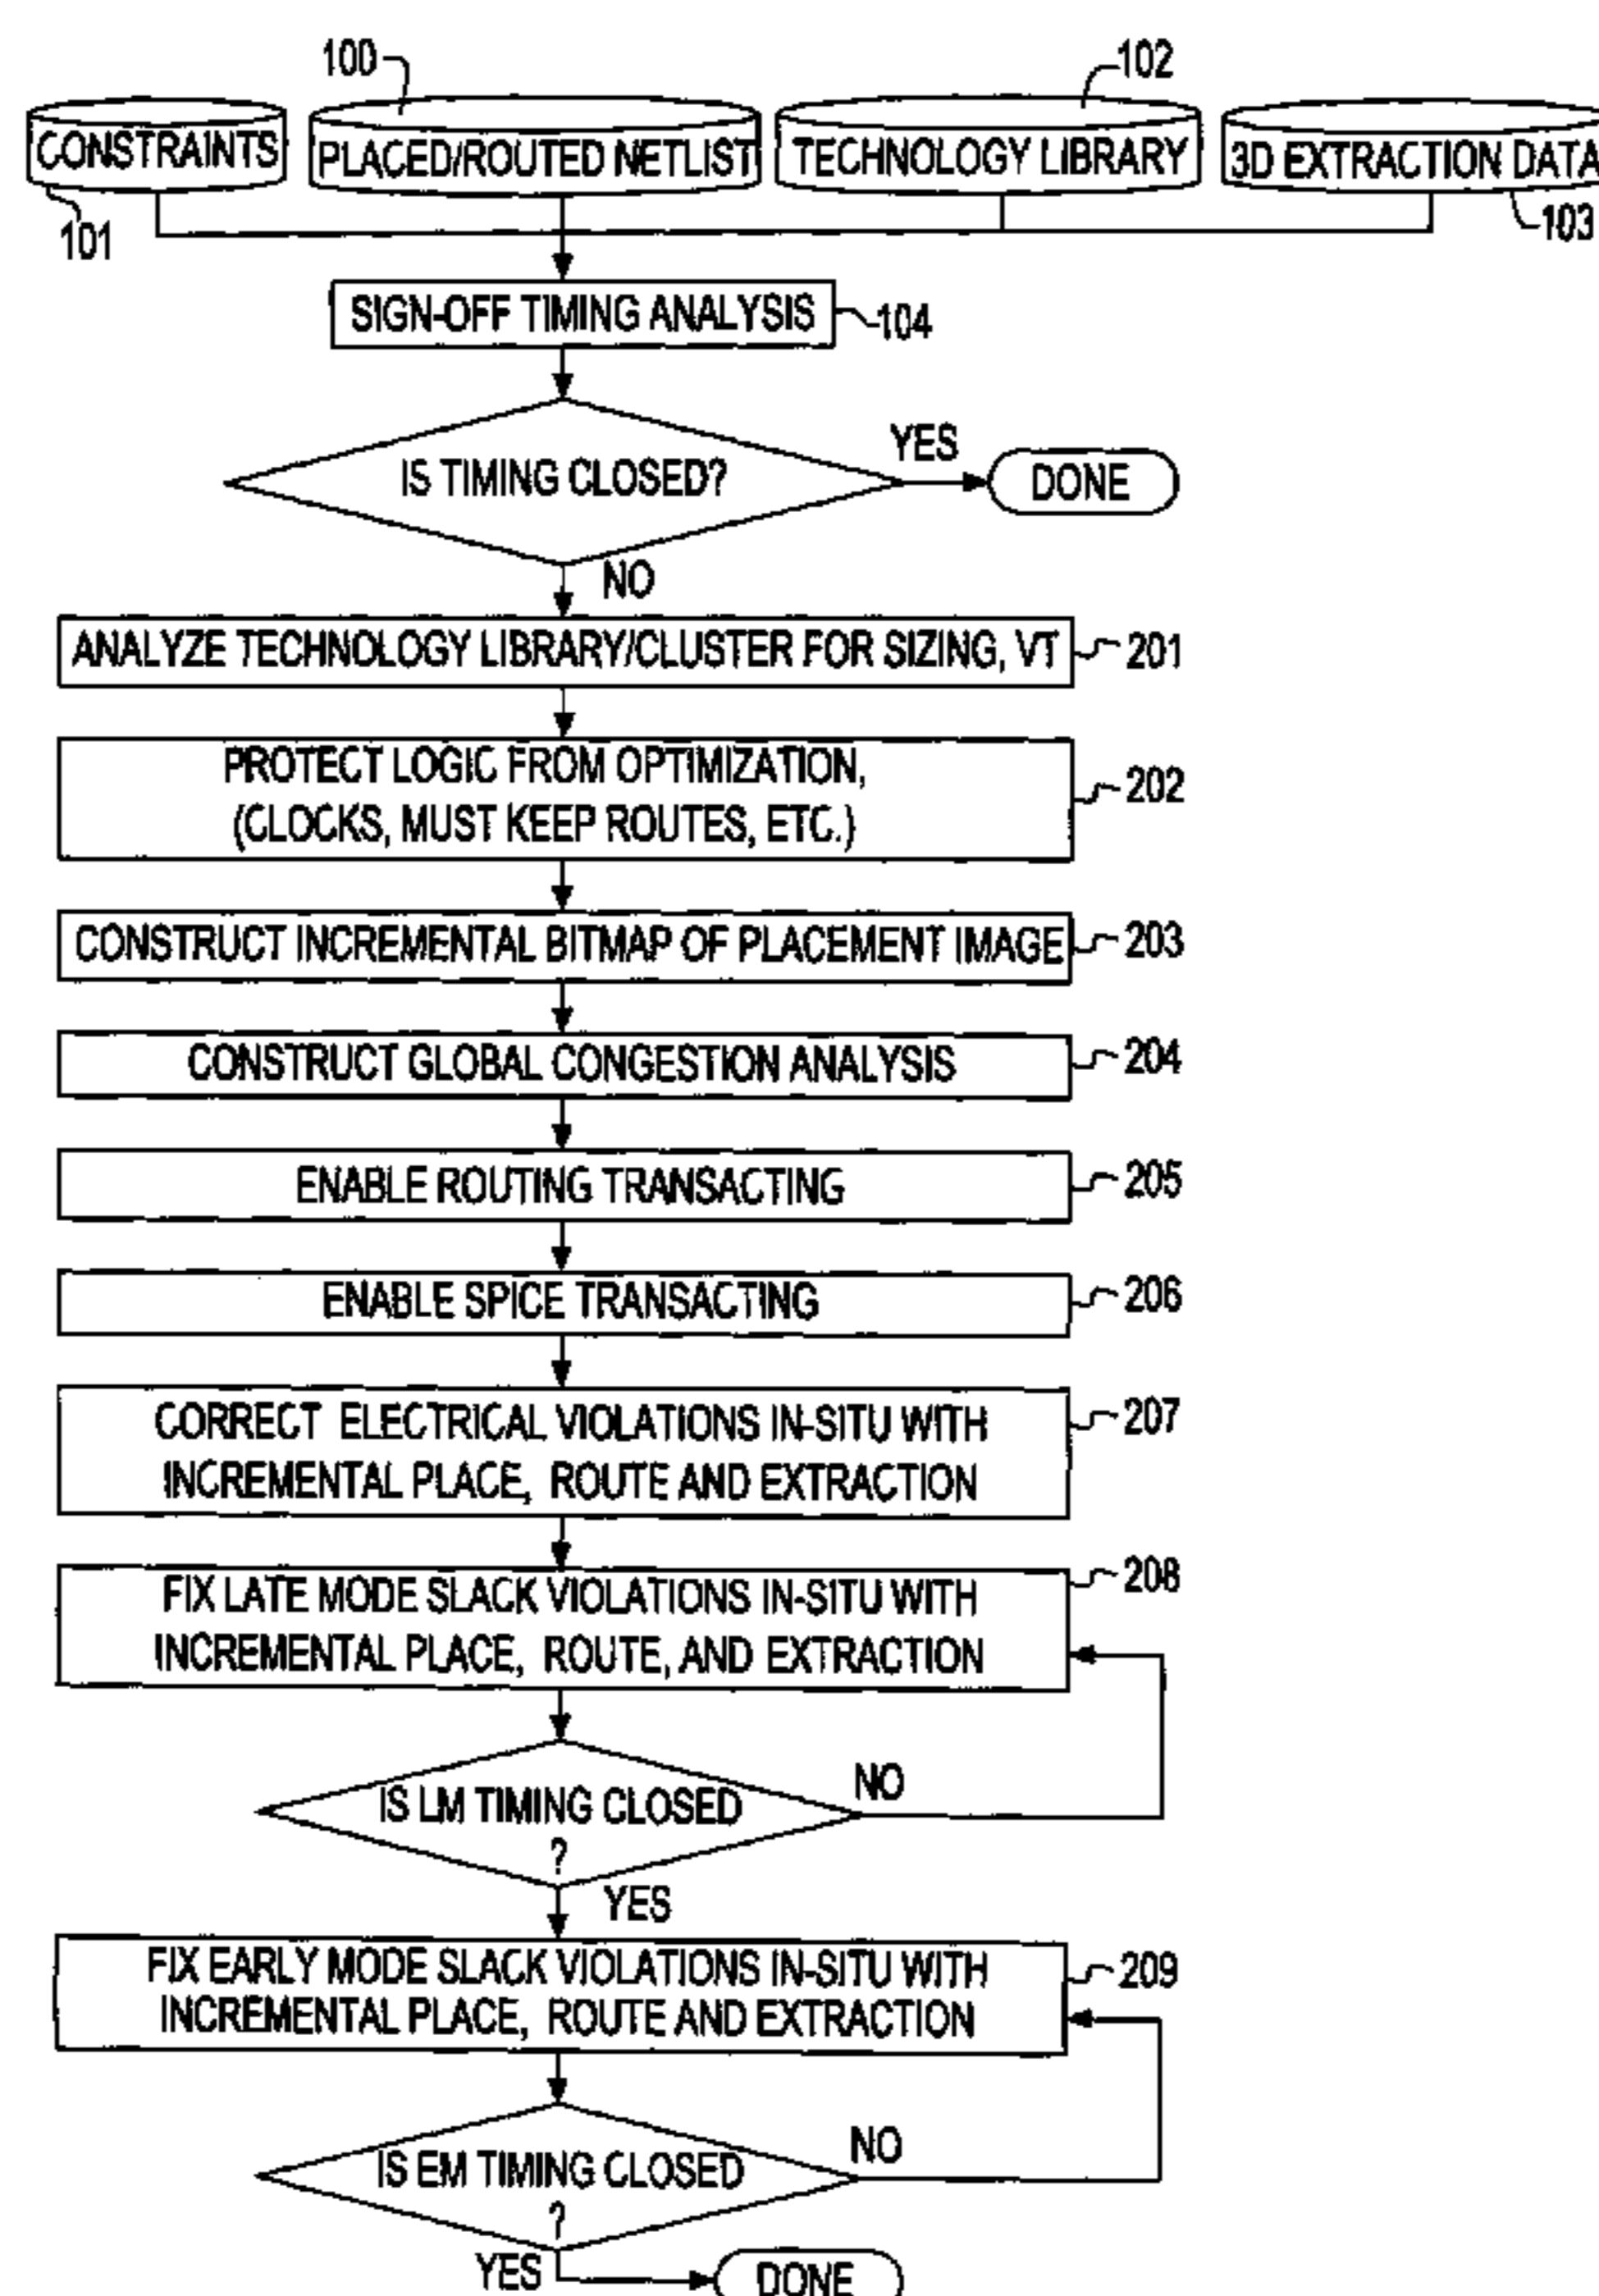 100
102
CONSTRAINTS
PLACED/ROUTED NETLIST
TECHNOLOGY LIBRARY
3D EXTRACTION DATA
101
103
SIGN-OFF TIMING ANALYSIS
104
IS TIMING CLOSED?
YES
DONE
NO
ANALYZE TECHNOLOGY LIBRARY/CLUSTER FOR SIZING, VT
201
PROTECT LOGIC FROM OPTIMIZATION,
(CLOCKS, MUST KEEP ROUTES, ETC.)
202
CONSTRUCT INCREMENTAL BITMAP OF PLACEMENT IMAGE
203
CONSTRUCT GLOBAL CONGESTION ANALYSIS
204
ENABLE ROUTING TRANSACTING
205
ENABLE SPICE TRANSACTING
206
CORRECT ELECTRICAL VIOLATIONS IN-SITU WITH
INCREMENTAL PLACE, ROUTE AND EXTRACTION
207
FIX LATE MODE SLACK VIOLATIONS IN-SITU WITH
INCREMENTAL PLACE, ROUTE, AND EXTRACTION
208
IS LM TIMING CLOSED
?
NO
YES
FIX EARLY MODE SLACK VIOLATIONS IN-SITU WITH
INCREMENTAL PLACE, ROUTE AND EXTRACTION
209
IS EM TIMING CLOSED
?
NO
YES
DONE